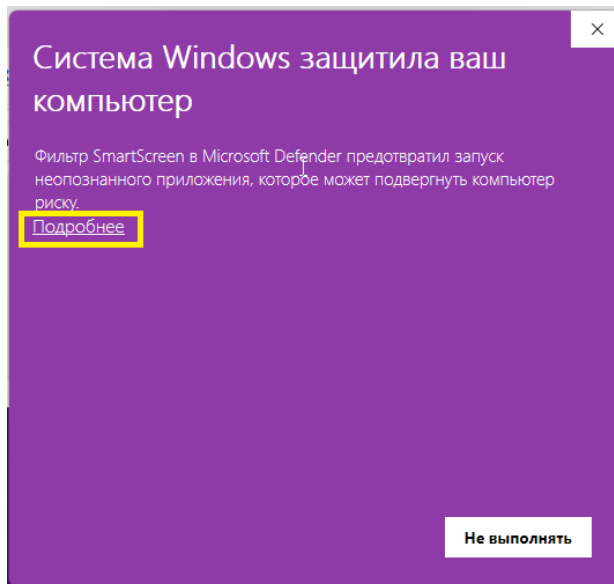 Система Windows защитила ваш
компьютер
Фильтр SmartScreen в Microsoft Defender предотвратил запуск
неопознанного приложения, которое может подвергнуть компьютер
риску.
Подробнее
Не выполнять